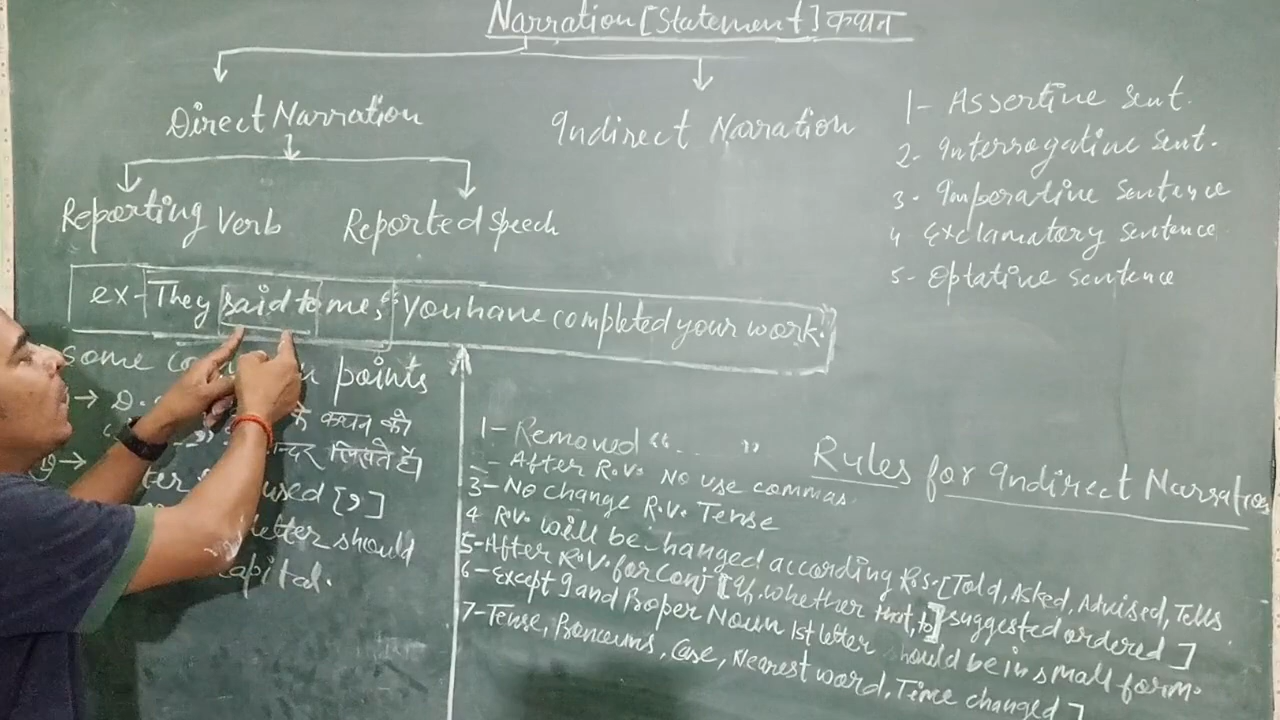 Narration [Statement] कथन
Direct Narration
Indirect Narration
Reporting Verb
Reported Speech
1- Assertive Sent.
2- Interrogative Sent.
3- Imperative Sentence
4 Exclamatory Sentence
5- Optative Sentence
ex- They said to me, "You have completed your work."
some points
→ D.
के कथन को
अन्दर लिखते हैं।
→ used [,]
letter should
capital.
Rules for Indirect Narration
1- Removed " ..... "
2- After R.V. No use commas.
3- No change R.V. Tense
4 R.V. will be changed according R.S. [Told, Asked, Advised, Tells
suggested ordered]
5- After R.V. for Conj [If, whether that, to]
6- Except I and Proper Noun 1st letter should be in small form.
7- Tense, Pronouns, Case, Nearest word, Time changed]